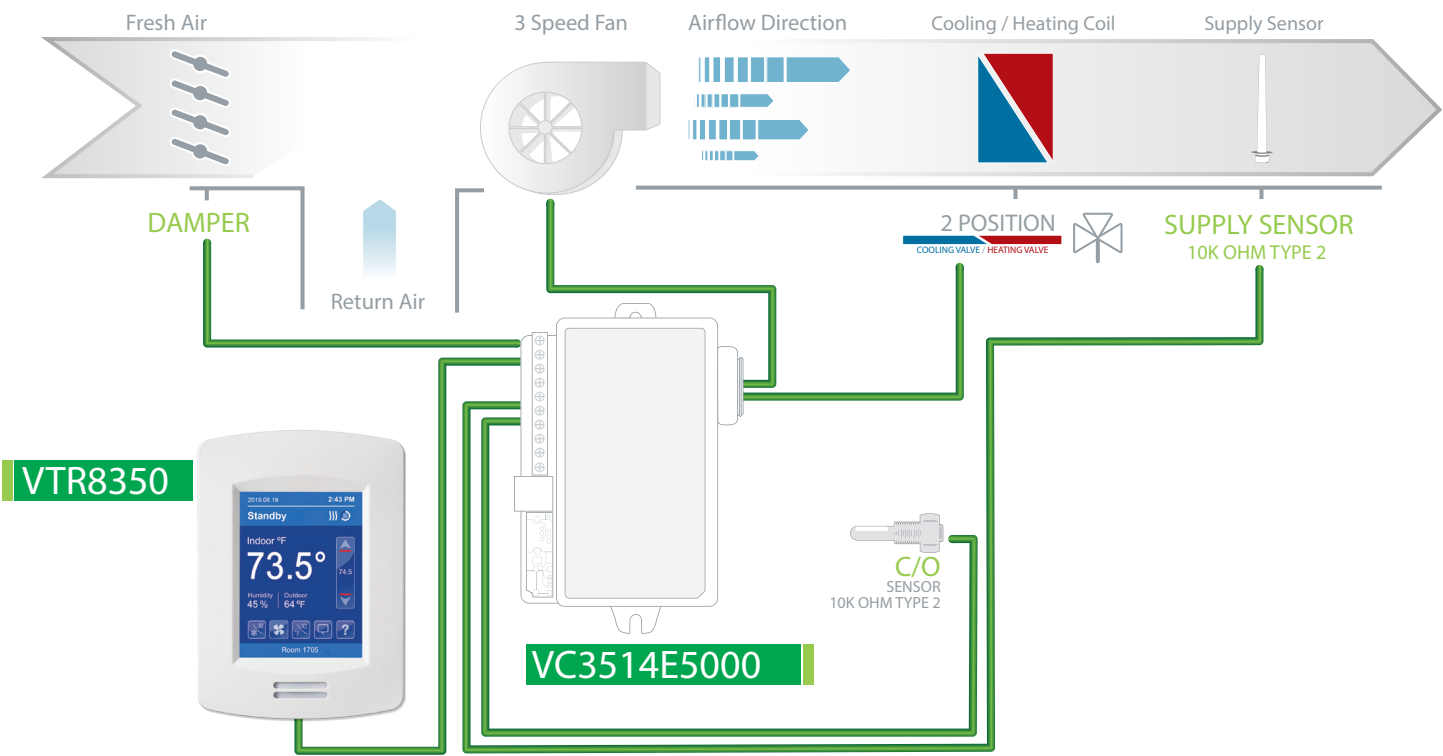 Fresh Air
3 Speed Fan
Airflow Direction
Cooling / Heating Coil
Supply Sensor
DAMPER
Return Air
2 POSITION
COOLING VALVE / HEATING VALVE
SUPPLY SENSOR
10K OHM TYPE 2
VTR8350
2019.08.19
2:43 PM
Standby
Indoor °F
73.5°
74.5
Humidity
45 %
Outdoor
64 ºF
?
Room 1705
C/O
SENSOR
10K OHM TYPE 2
VC3514E5000